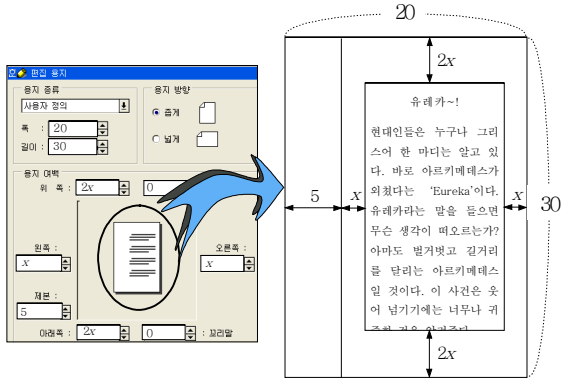 편집 용지
용지 종류
사용자 정의
폭 : 20
길이 : 30
용지 방향
좁게
넓게
용지 여백
위 쪽 : 2x
0
왼쪽 :
x
오른쪽 :
x
제본 :
5
아래쪽 : 2x
0 : 꼬리말
20
2x
5
x
x
30
2x
유레카~!
현대인들은 누구나 그리
스어 한 마디는 알고 있
다. 바로 아르키메데스가
외쳤다는 ‘Eureka’이다.
유레카라는 말을 들으면
무슨 생각이 떠오르는가?
아마도 벌거벗고 길거리
를 달리는 아르키메데스
일 것이다. 이 사건은 웃
어 넘기기에는 너무나 귀